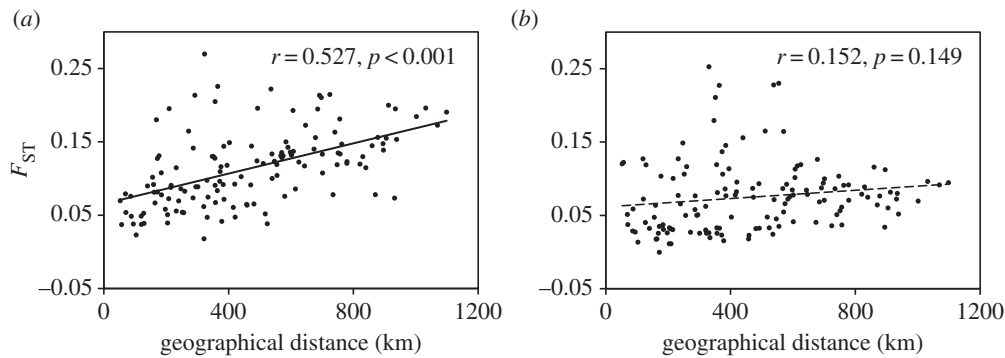 (a)
(b)
r = 0.527, p < 0.001
r = 0.152, p = 0.149
0.25
0.15
0.05
–0.05
F_ST
0.25
0.15
0.05
–0.05
0 400 800 1200
0 400 800 1200
geographical distance (km)
geographical distance (km)